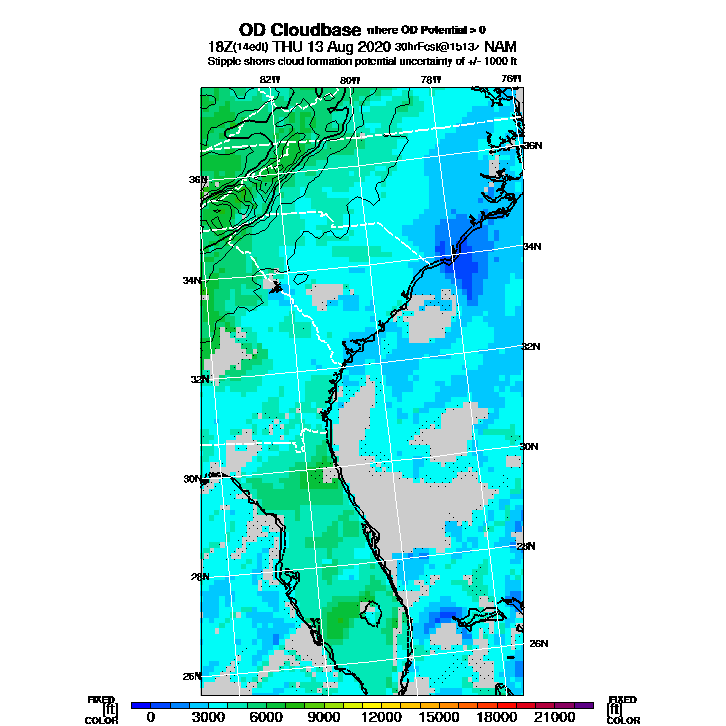 OD Cloudbase where OD Potential > 0
18Z(14edt) THU 13 Aug 2020 30hrFcst@1513z NAM
Stipple shows cloud formation potential uncertainty of +/- 1000 ft
82W 80W 78W 76W
36N 36N
34N 34N
32N 32N
30N 30N
28N 28N
26N 26N
FIXED FIXED
[ft] 0 3000 6000 9000 12000 15000 18000 21000 [ft]
COLOR COLOR